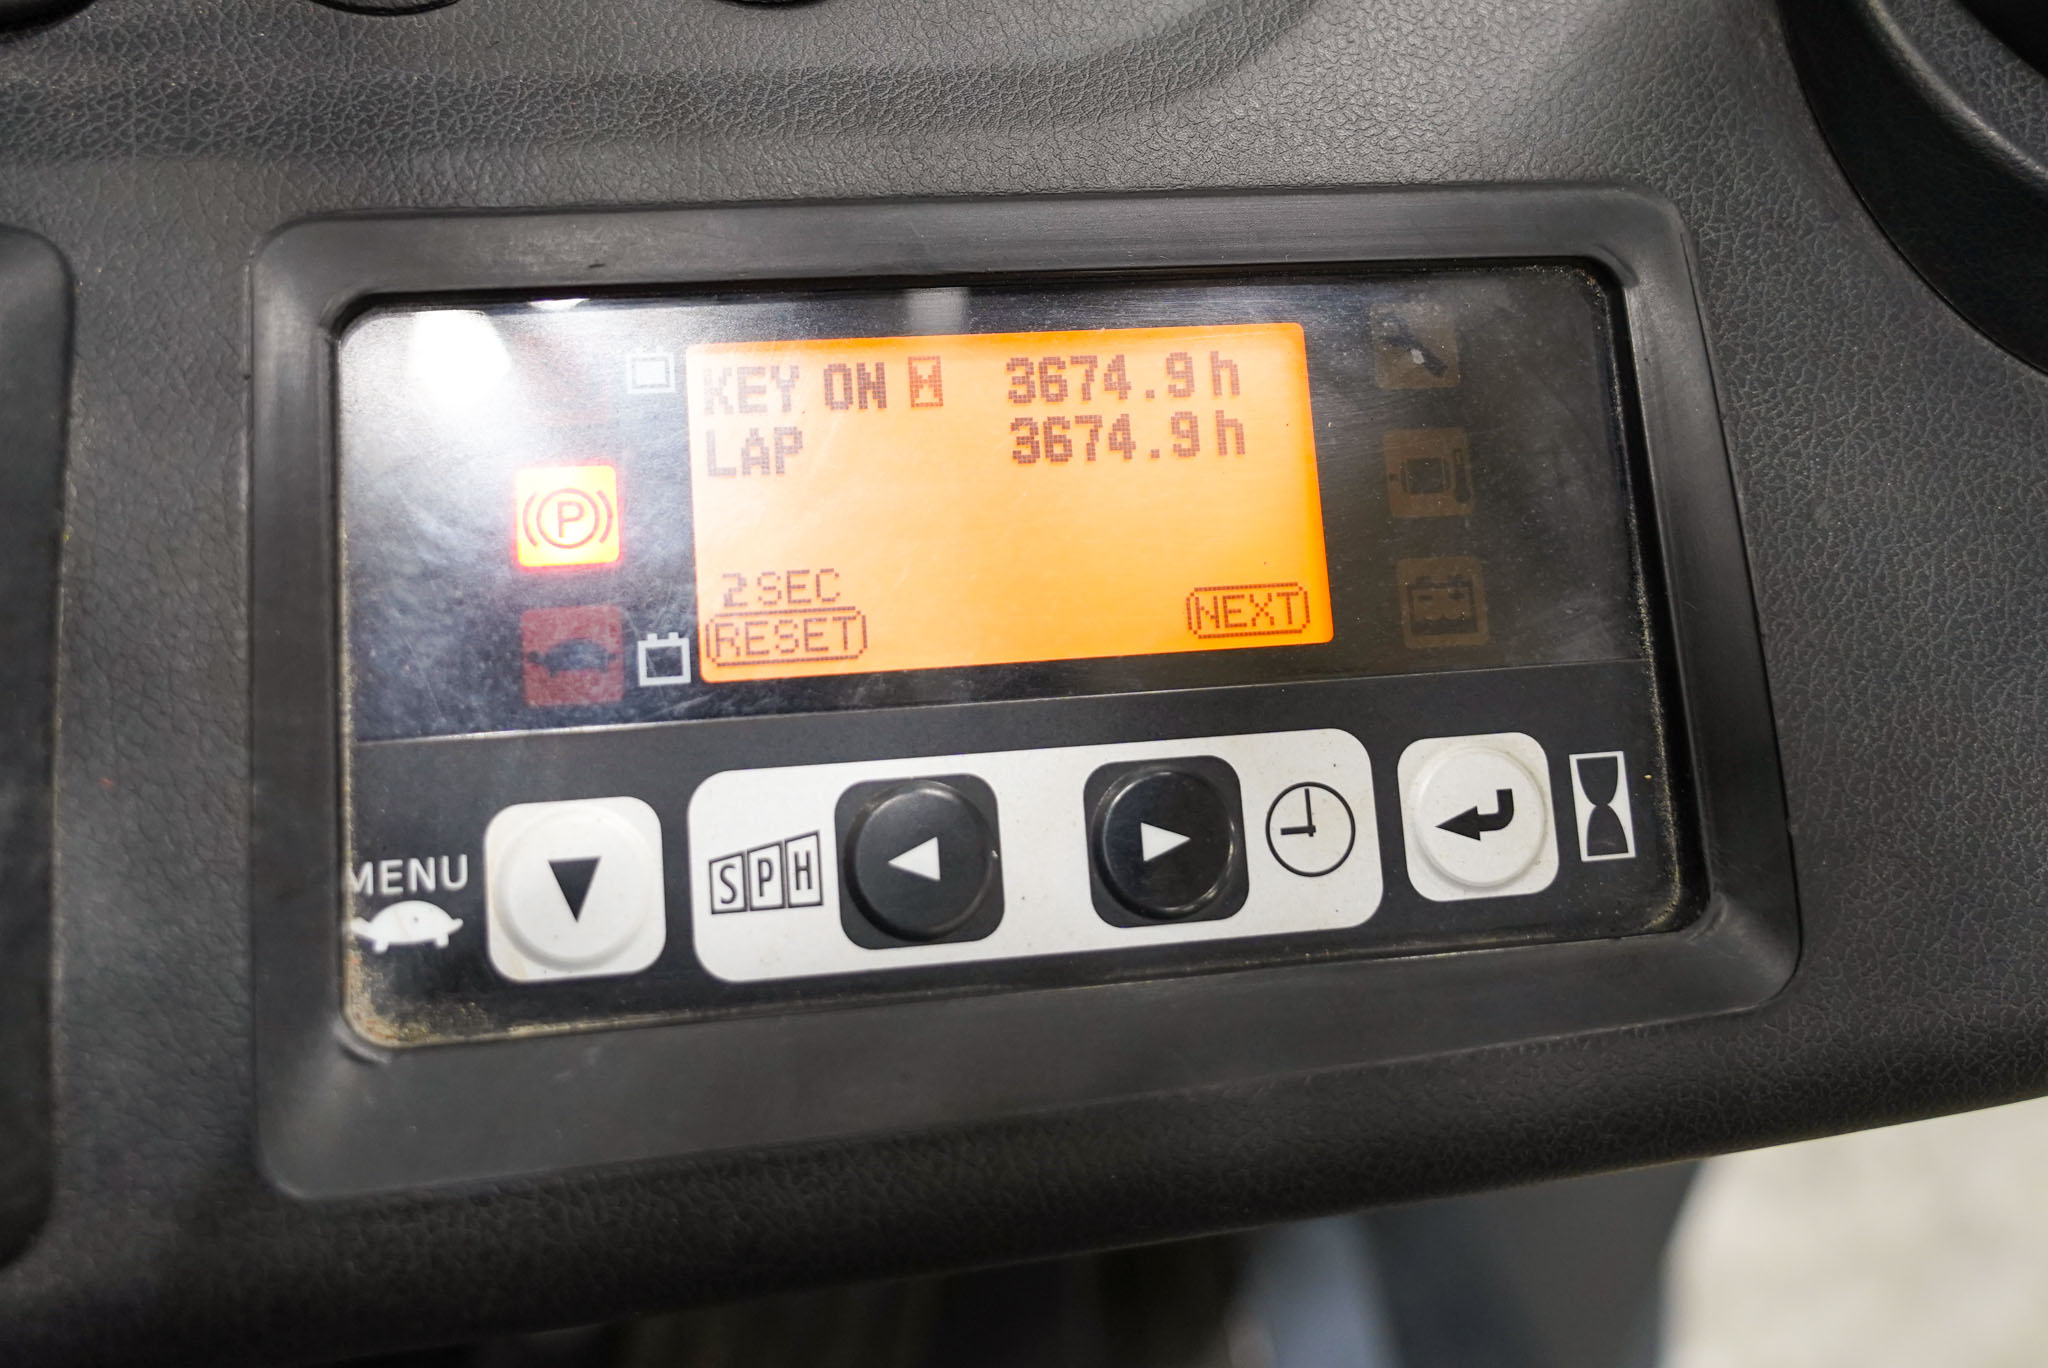 KEY ON 3674.9h
LAP 3674.9h
P
2SEC
RESET NEXT
MENU
SPH